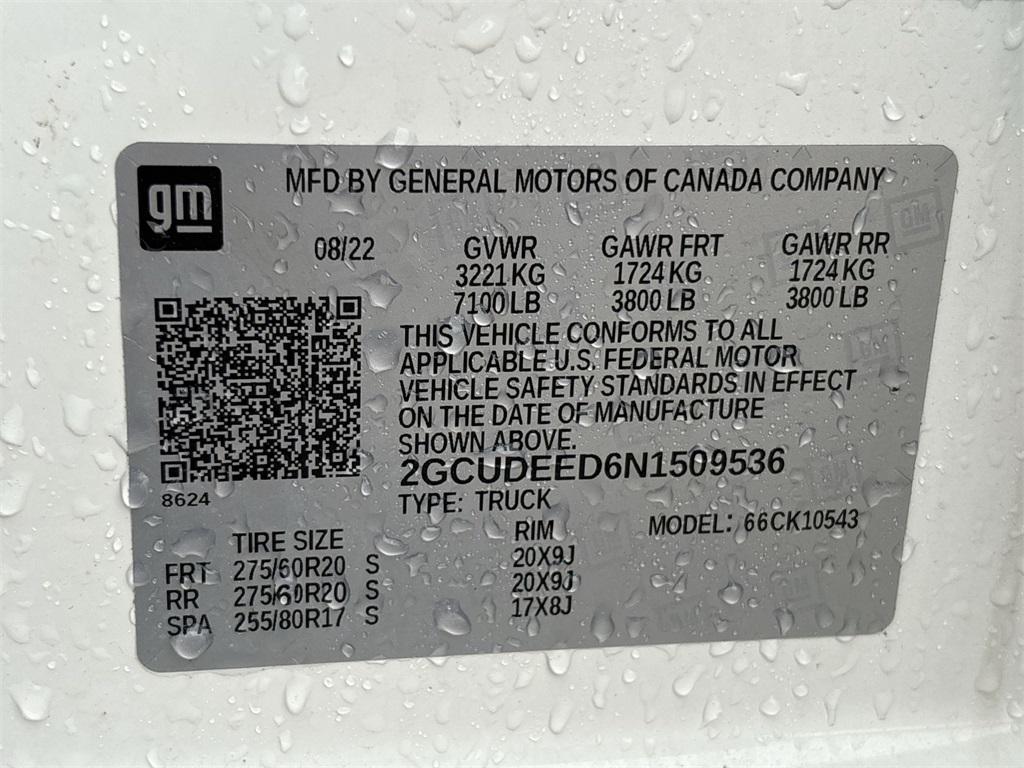 gm
MFD BY GENERAL MOTORS OF CANADA COMPANY
08/22 GVWR GAWR FRT GAWR RR
3221 KG 1724 KG 1724 KG
7100 LB 3800 LB 3800 LB
THIS VEHICLE CONFORMS TO ALL
APPLICABLE U.S. FEDERAL MOTOR
VEHICLE SAFETY STANDARDS IN EFFECT
ON THE DATE OF MANUFACTURE
SHOWN ABOVE.
2GCUDEED6N1509536
8624
TYPE: TRUCK
MODEL: 66CK10543
TIRE SIZE RIM
FRT 275/60R20 S 20X9J
RR 275/60R20 S 20X9J
SPA 255/80R17 S 17X8J
GM